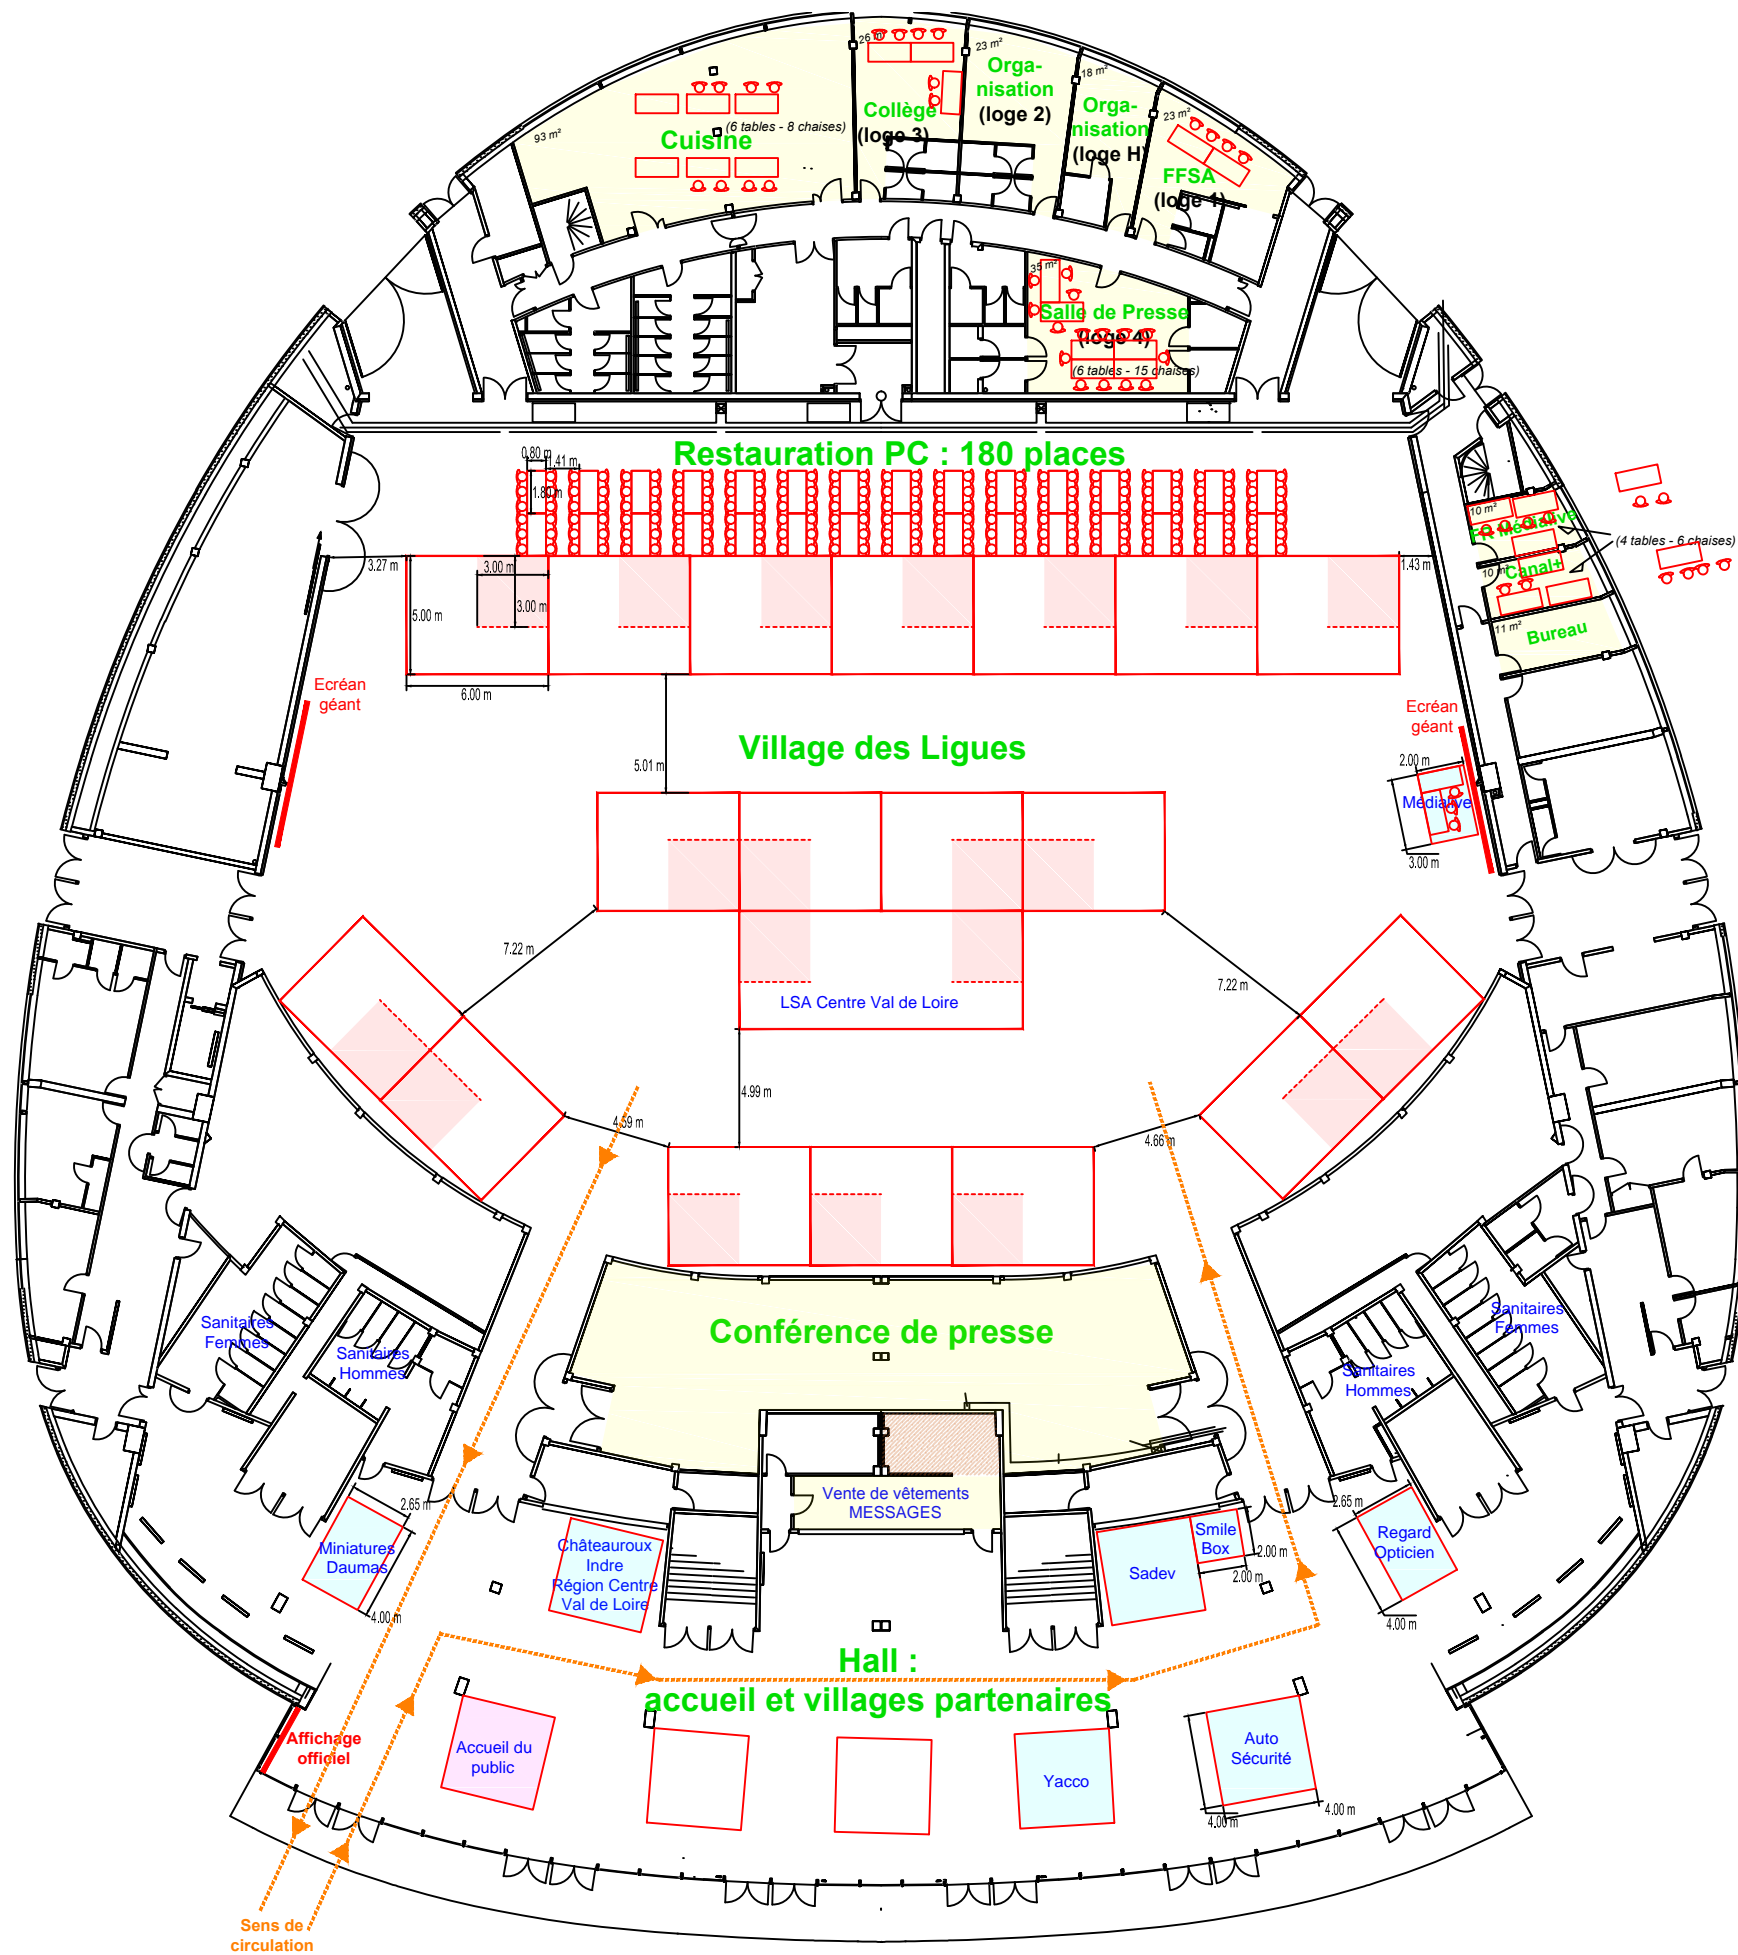 26 m²
23 m²
Orga-
nisation
(loge 2)
18 m²
Orga-
nisation
(loge H)
23 m²
FFSA
(loge 1)
Collège
(loge 3)
93 m²
(6 tables - 8 chaises)
Cuisine
35 m²
Salle de Presse
(loge 4)
(6 tables - 15 chaises)
Restauration PC : 180 places
0.80 m
1.41 m
1.80 m
10 m²
FR Médialive
(4 tables - 6 chaises)
10 m²
Canal+
11 m²
Bureau
3.27 m
3.00 m
3.00 m
5.00 m
6.00 m
1.43 m
Ecréan
géant
Ecréan
géant
Village des Ligues
5.01 m
2.00 m
Médialive
3.00 m
7.22 m
7.22 m
LSA Centre Val de Loire
4.99 m
4.59 m
4.66 m
Conférence de presse
Sanitaires
Femmes
Sanitaires
Hommes
Sanitaires
Femmes
Sanitaires
Hommes
Vente de vêtements
MESSAGES
2.65 m
Miniatures
Daumas
4.00 m
Châteauroux
Indre
Région Centre
Val de Loire
Sadev
Smile
Box
2.00 m
2.00 m
2.65 m
Regard
Opticien
4.00 m
Hall :
accueil et villages partenaires
Affichage
officiel
Accueil du
public
Yacco
Auto
Sécurité
4.00 m
4.00 m
Sens de
circulation